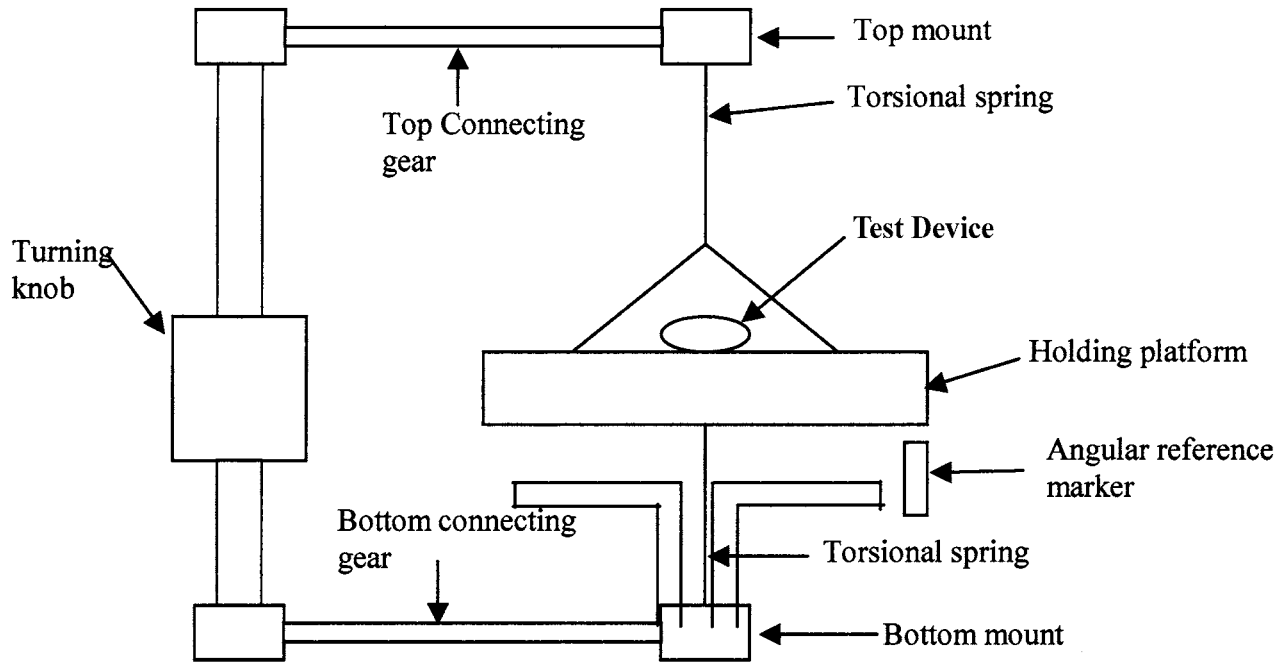 Top mount
Torsional spring
Top Connecting
gear
Test Device
Turning
knob
Holding platform
Angular reference
marker
Bottom connecting
gear
Torsional spring
Bottom mount